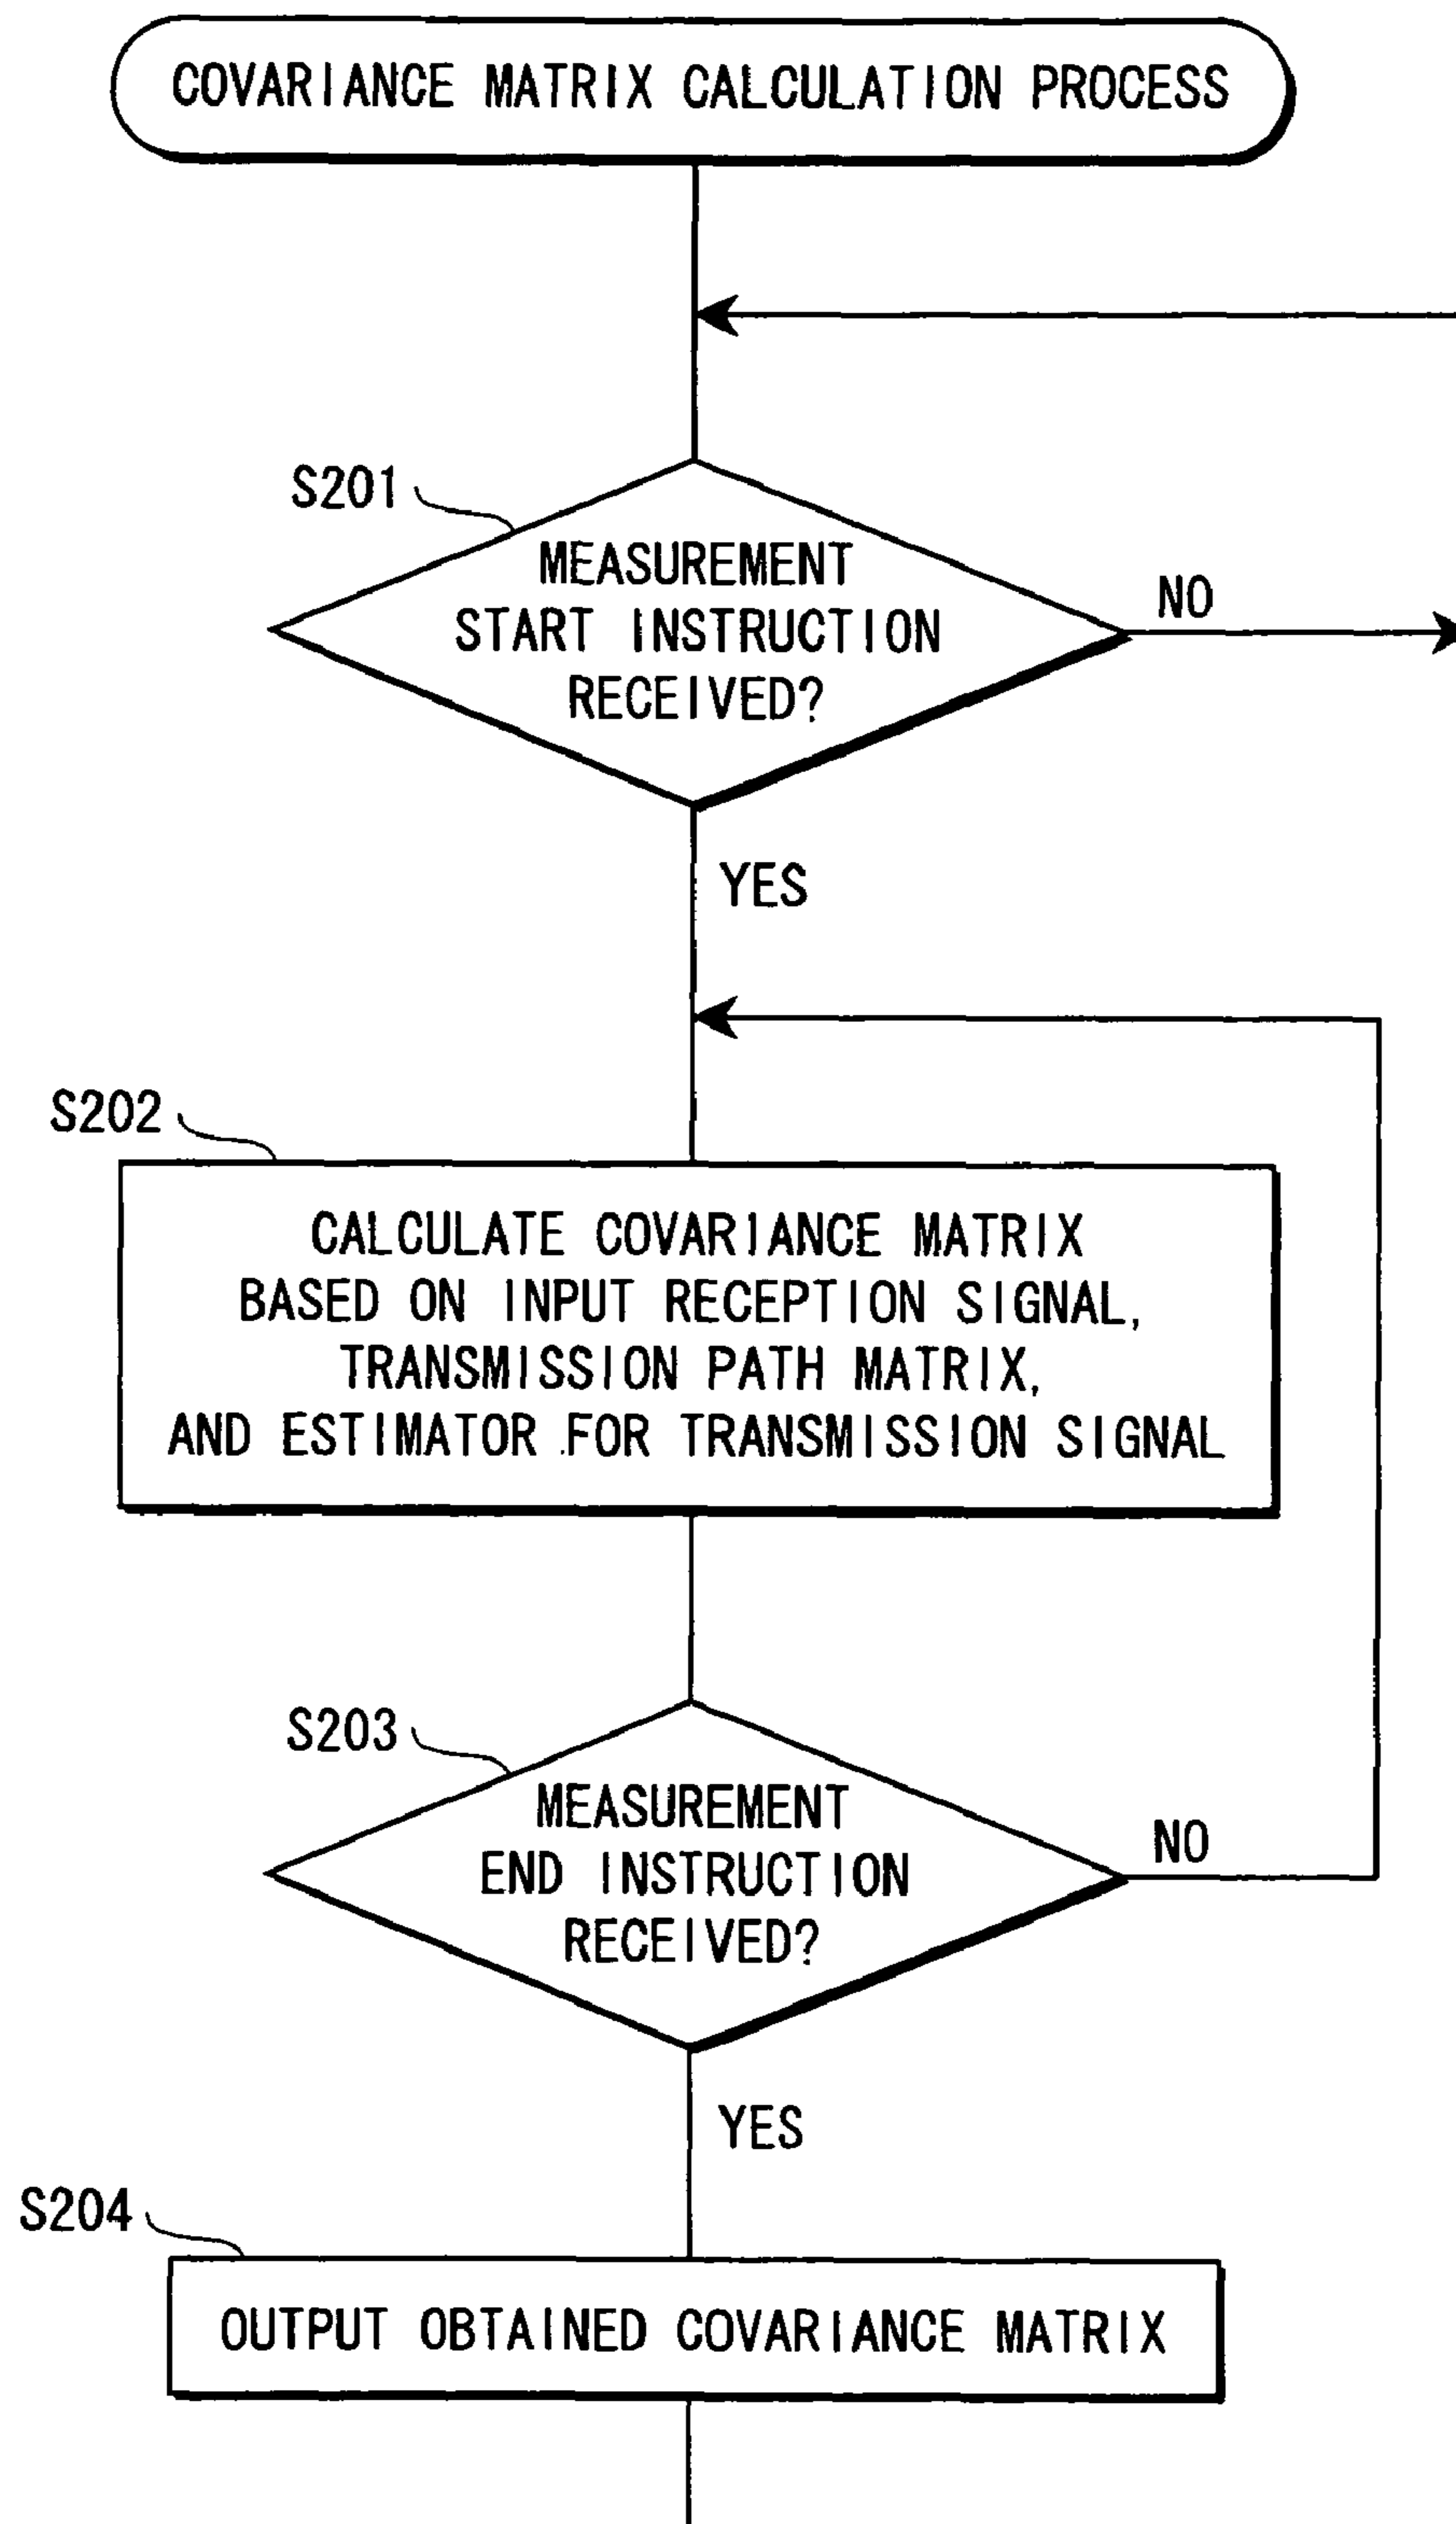 COVARIANCE MATRIX CALCULATION PROCESS
S201
MEASUREMENT
START INSTRUCTION
RECEIVED?
NO
YES
S202
CALCULATE COVARIANCE MATRIX
BASED ON INPUT RECEPTION SIGNAL,
TRANSMISSION PATH MATRIX,
AND ESTIMATOR FOR TRANSMISSION SIGNAL
S203
MEASUREMENT
END INSTRUCTION
RECEIVED?
NO
YES
S204
OUTPUT OBTAINED COVARIANCE MATRIX